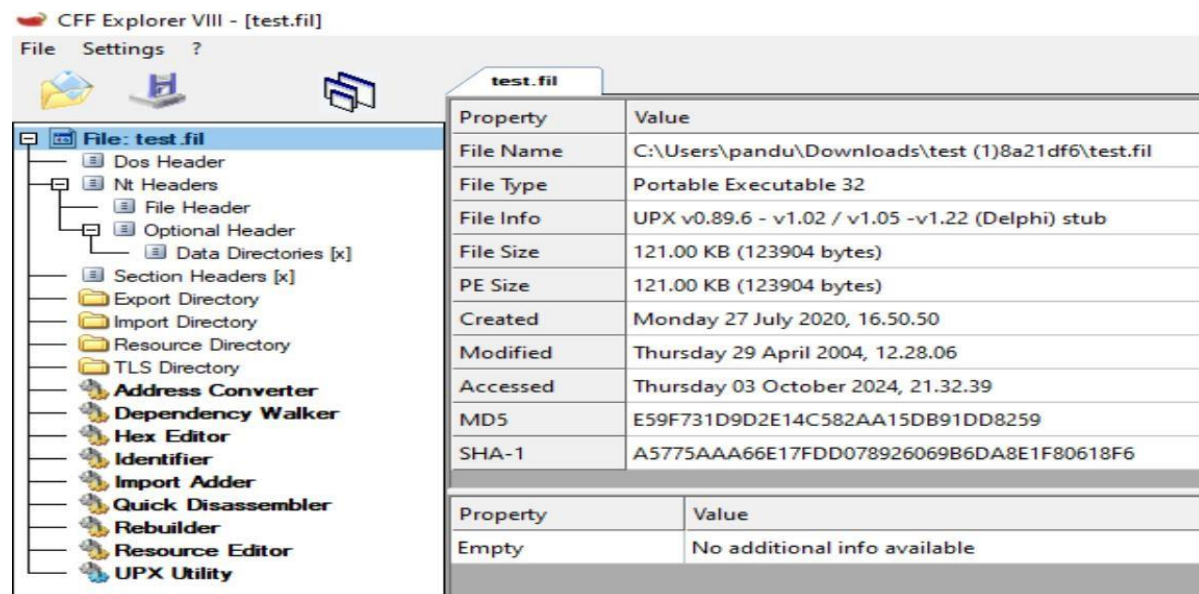 CFF Explorer VIII - [test.fil]
File Settings ?
test.fil
File: test.fil
Dos Header
Nt Headers
File Header
Optional Header
Data Directories [x]
Section Headers [x]
Export Directory
Import Directory
Resource Directory
TLS Directory
Address Converter
Dependency Walker
Hex Editor
Identifier
Import Adder
Quick Disassembler
Rebuilder
Resource Editor
UPX Utility
Property Value
File Name C:\Users\pandu\Downloads\test (1)8a21df6\test.fil
File Type Portable Executable 32
File Info UPX v0.89.6 - v1.02 / v1.05 -v1.22 (Delphi) stub
File Size 121.00 KB (123904 bytes)
PE Size 121.00 KB (123904 bytes)
Created Monday 27 July 2020, 16.50.50
Modified Thursday 29 April 2004, 12.28.06
Accessed Thursday 03 October 2024, 21.32.39
MD5 E59F731D9D2E14C582AA15DB91DD8259
SHA-1 A5775AAA66E17FDD078926069B6DA8E1F80618F6
Property Value
Empty No additional info available